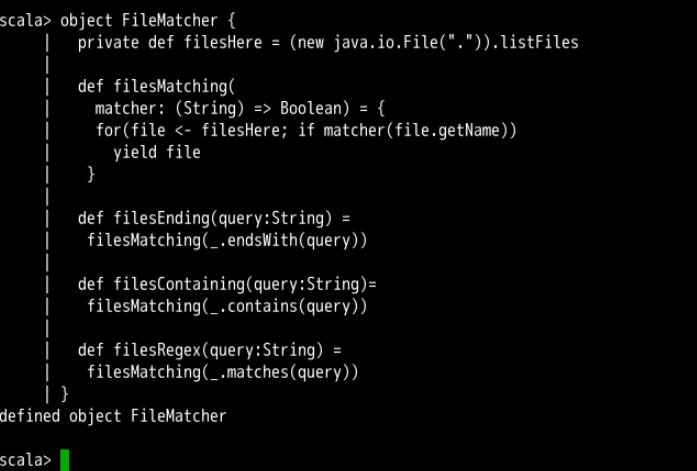 scala> object FileMatcher {
     |   private def filesHere = (new java.io.File(".")).listFiles
     |
     |   def filesMatching(
     |     matcher: (String) => Boolean) = {
     |     for(file <- filesHere; if matcher(file.getName))
     |       yield file
     |    }
     |
     |   def filesEnding(query:String) =
     |    filesMatching(_.endsWith(query))
     |
     |   def filesContaining(query:String)=
     |    filesMatching(_.contains(query))
     |
     |   def filesRegex(query:String) =
     |    filesMatching(_.matches(query))
     | }
defined object FileMatcher
scala>